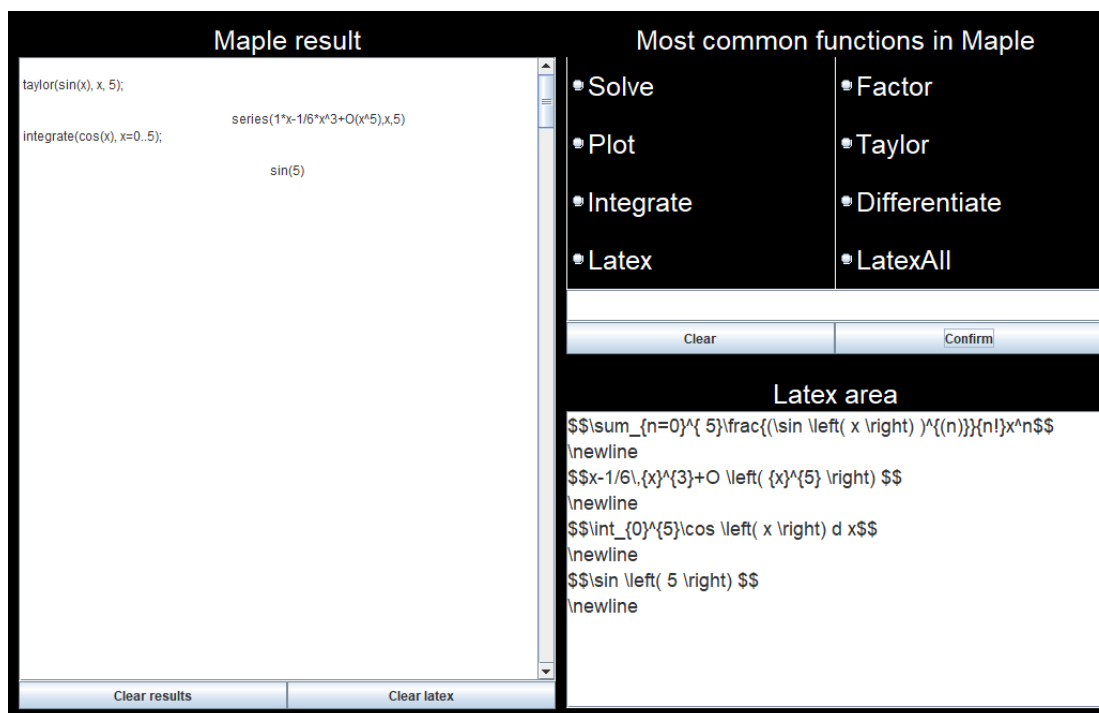 Maple result
taylor(sin(x), x, 5);
series(1*x-1/6*x^3+O(x^5),x,5)
integrate(cos(x), x=0..5);
sin(5)
Clear results
Clear latex
Most common functions in Maple
Solve
Factor
Plot
Taylor
Integrate
Differentiate
Latex
LatexAll
Clear
Confirm
Latex area
$$\sum_{n=0}^{ 5}\frac{(\sin \left( x \right) )^{(n)}}{n!}x^n$$
\newline
$$x-1/6\,{x}^{3}+O \left( {x}^{5} \right) $$
\newline
$$\int_{0}^{5}\cos \left( x \right) d x$$
\newline
$$\sin \left( 5 \right) $$
\newline